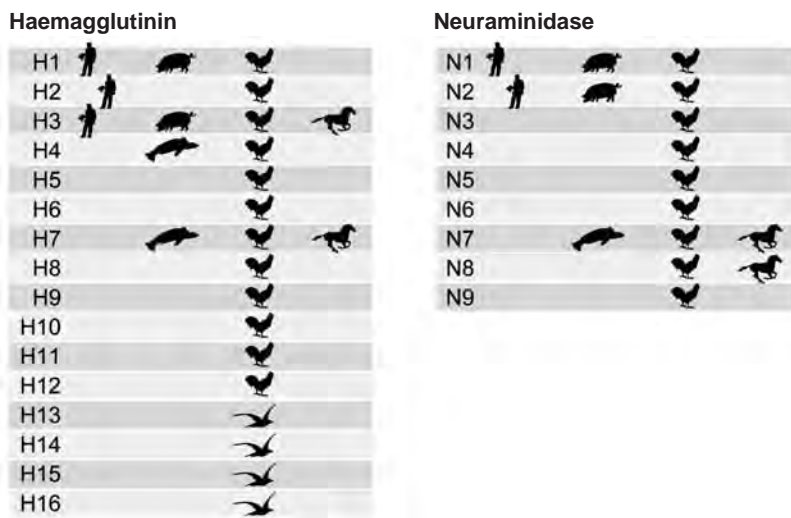 Haemagglutinin
H1
H2
H3
H4
H5
H6
H7
H8
H9
H10
H11
H12
H13
H14
H15
H16
Neuraminidase
N1
N2
N3
N4
N5
N6
N7
N8
N9